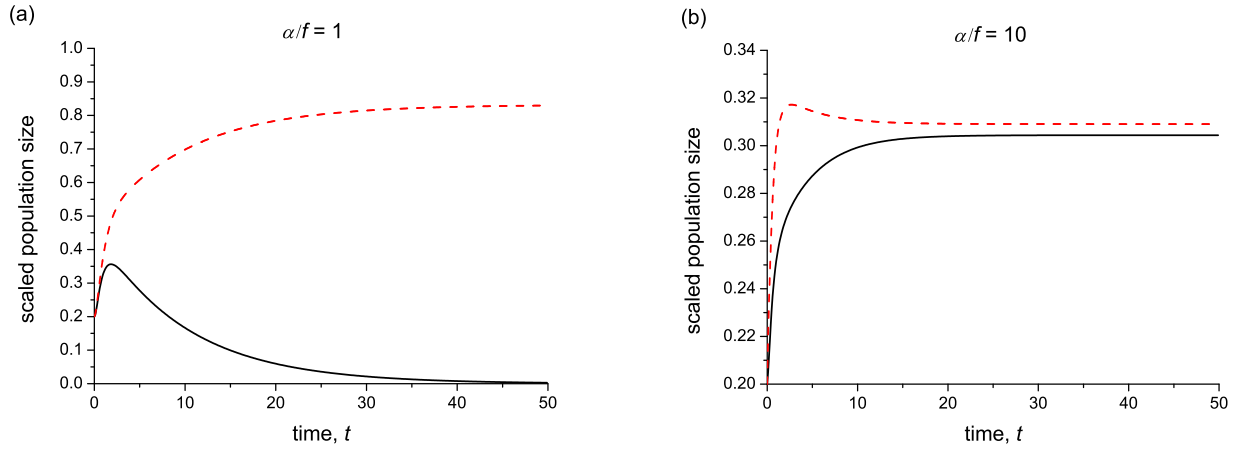 (a)
α/f = 1
scaled population size
1.0
0.9
0.8
0.7
0.6
0.5
0.4
0.3
0.2
0.1
0.0
0 10 20 30 40 50
time, t
(b)
α/f = 10
scaled population size
0.34
0.32
0.30
0.28
0.26
0.24
0.22
0.20
0 10 20 30 40 50
time, t